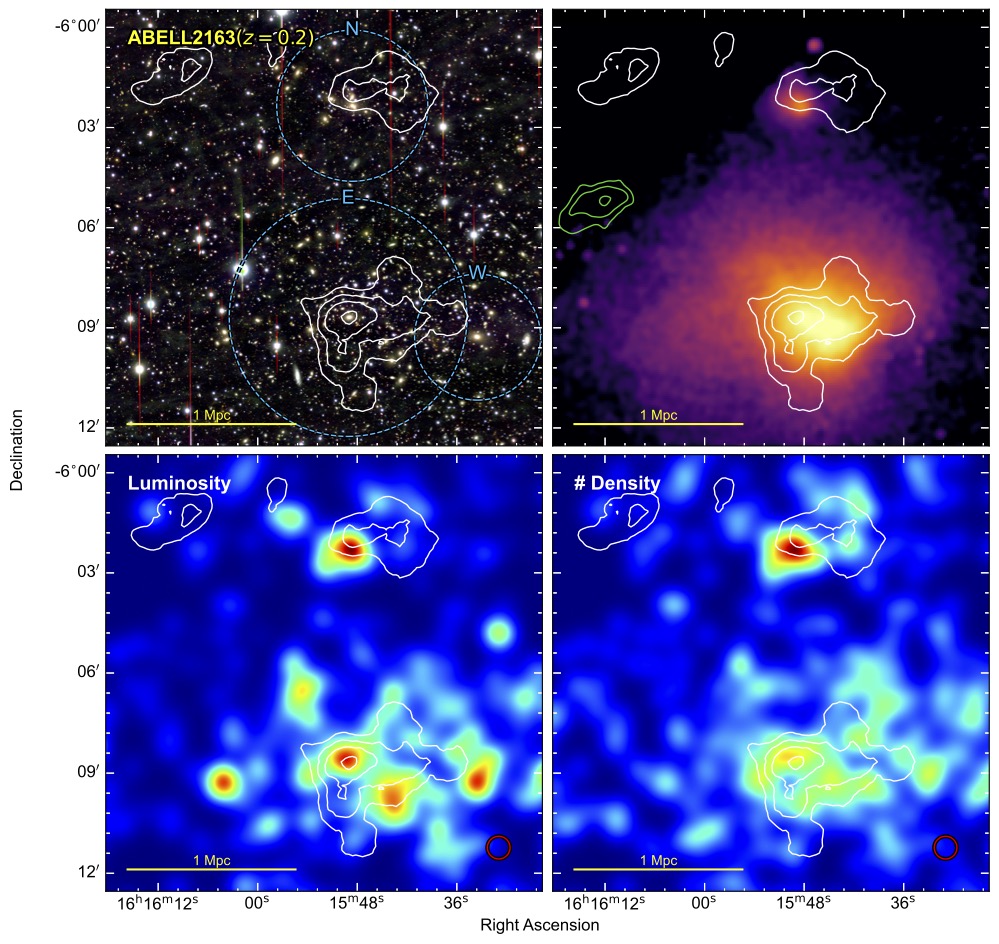 ABELL2163(z = 0.2)
N
E
W
1 Mpc
1 Mpc
-6°00′
03′
06′
09′
12′
Declination
Luminosity
# Density
1 Mpc
1 Mpc
-6°00′
03′
06′
09′
12′
16ʰ16ᵐ12ˢ 00ˢ 15ᵐ48ˢ 36ˢ
16ʰ16ᵐ12ˢ 00ˢ 15ᵐ48ˢ 36ˢ
Right Ascension